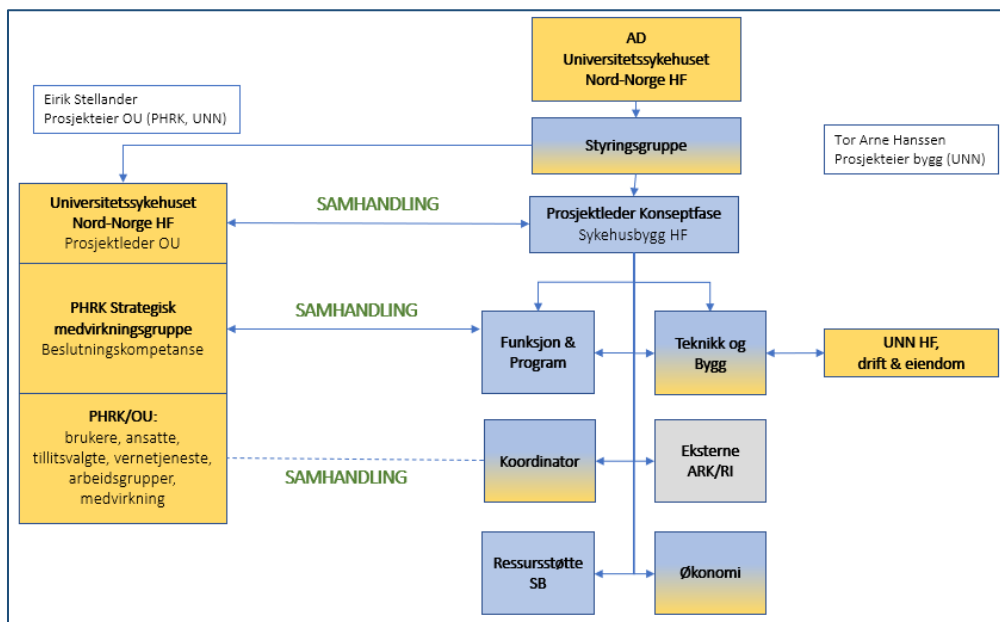 AD
Universitetssykehuset
Nord-Norge HF
Eirik Stellander
Prosjekteier OU (PHRK, UNN)
Styringsgruppe
Tor Arne Hanssen
Prosjekteier bygg (UNN)
Universitetssykehuset
Nord-Norge HF
Prosjektleder OU
SAMHANDLING
Prosjektleder Konseptfase
Sykehusbygg HF
PHRK Strategisk
medvirkningsgruppe
Beslutningskompetanse
SAMHANDLING
Funksjon &
Program
Teknikk og
Bygg
UNN HF,
drift & eiendom
PHRK/OU:
brukere, ansatte,
tillitsvalgte, vernetjeneste,
arbeidsgrupper,
medvirkning
SAMHANDLING
Koordinator
Eksterne
ARK/RI
Ressursstøtte
SB
Økonomi